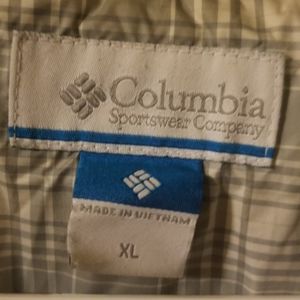 Columbia
Sportswear Company
MADE IN VIETNAM
XL